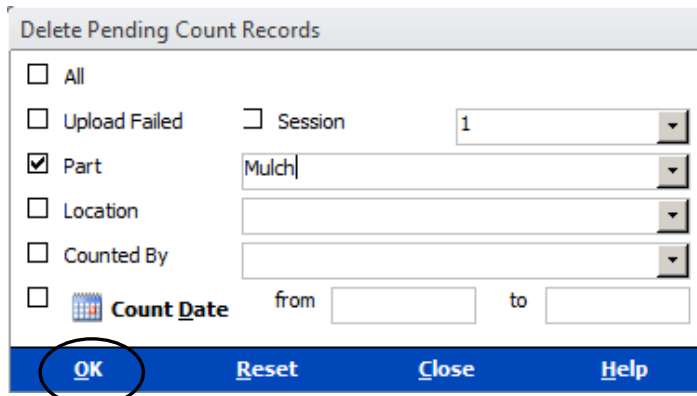 Delete Pending Count Records
All
Upload Failed Session 1
Part Mulch
Location
Counted By
Count Date from to
OK Reset Close Help